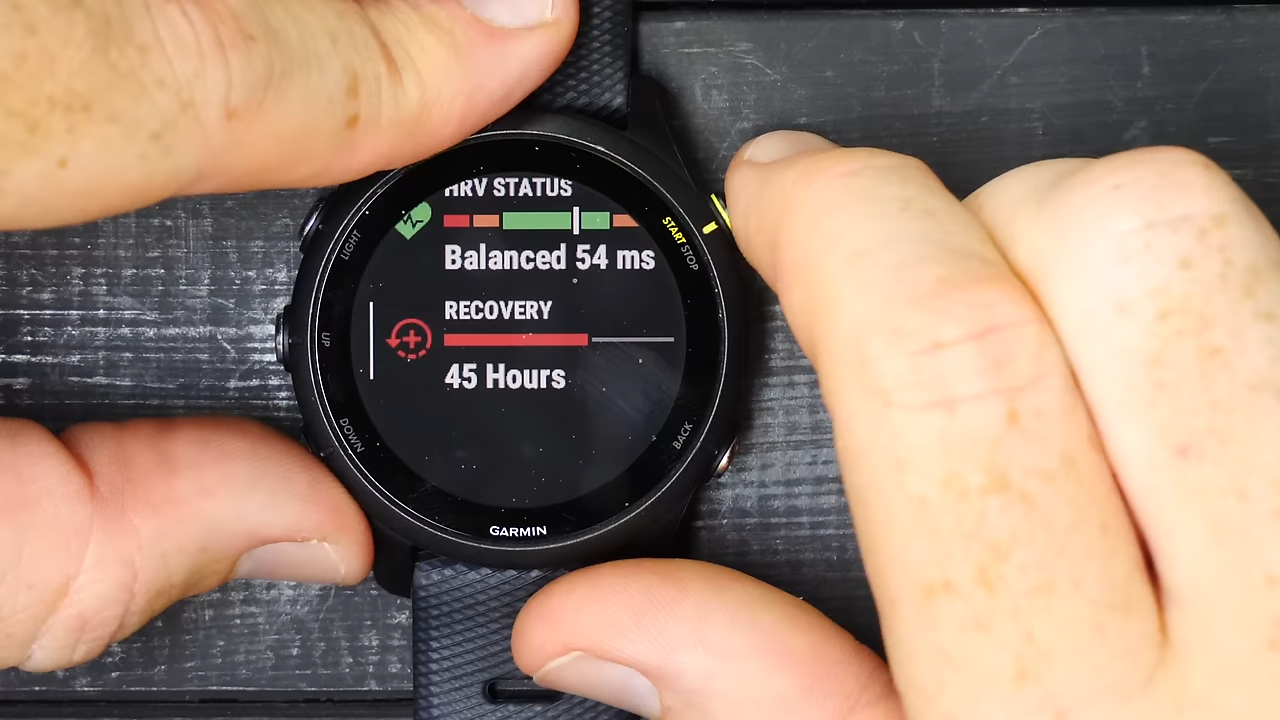 HRV STATUS
Balanced 54 ms
RECOVERY
45 Hours
LIGHT
UP
DOWN
START STOP
BACK
GARMIN